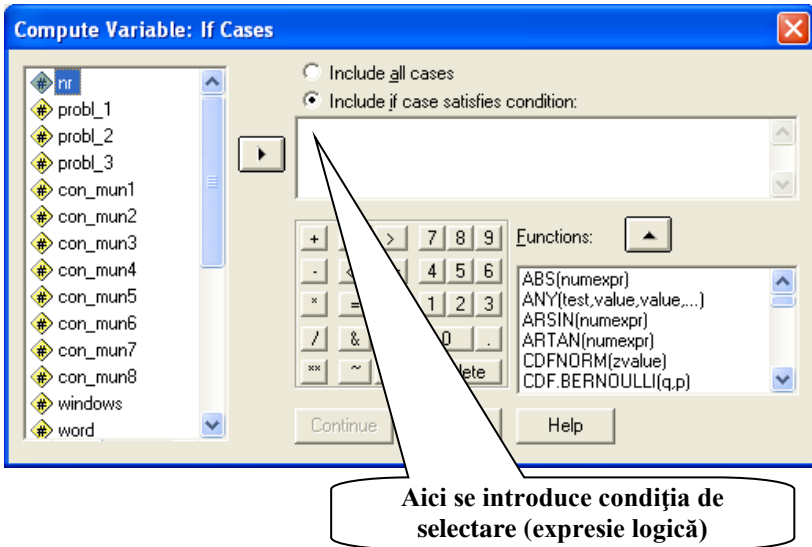 Compute Variable: If Cases
nr
probl_1
probl_2
probl_3
con_mun1
con_mun2
con_mun3
con_mun4
con_mun5
con_mun6
con_mun7
con_mun8
windows
word
Include all cases
Include if case satisfies condition:
+ > 7 8 9
- < 4 5 6
* = 1 2 3
/ & 0 .
** ~
Functions:
ABS(numexpr)
ANY(test,value,value,...)
ARSIN(numexpr)
ARTAN(numexpr)
CDFNORM(zvalue)
CDF.BERNOULLI(q,p)
Continue
Help
Aici se introduce condiţia de
selectare (expresie logică)